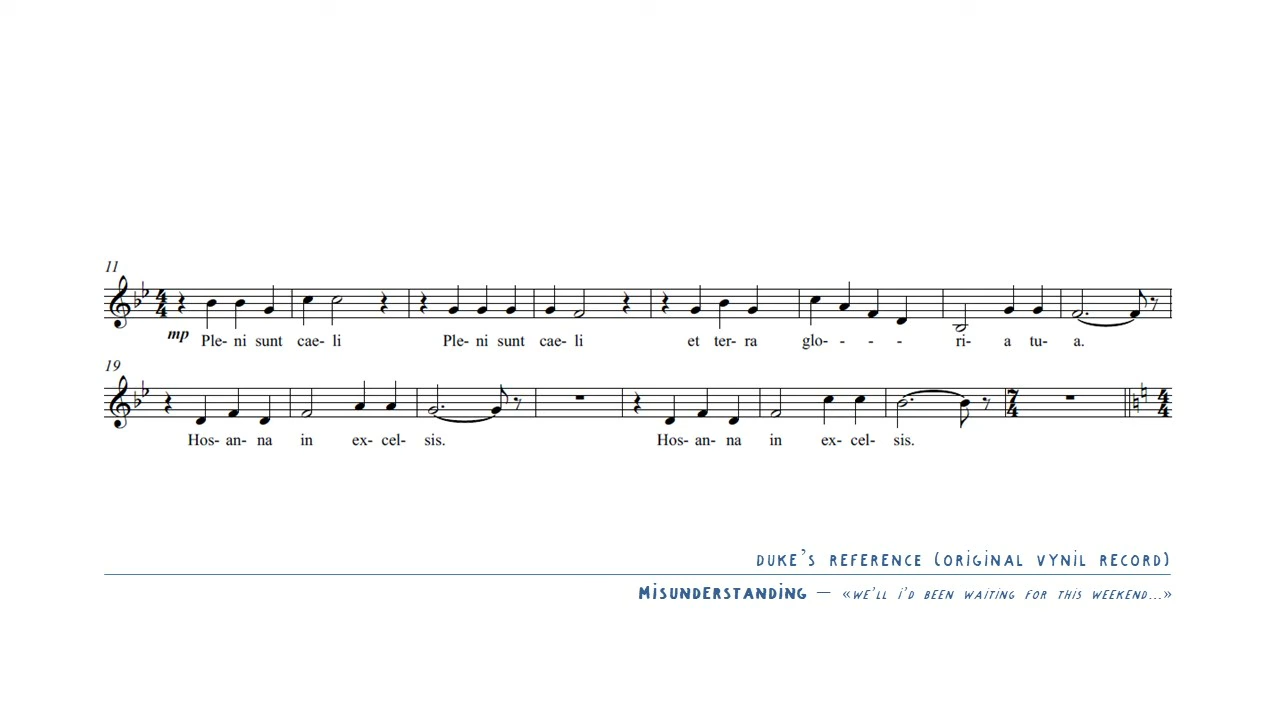 11
mp Ple- ni sunt cae- li Ple- ni sunt cae- li et ter- ra glo- - - - ri- a tu- a.
19
Hos- an- na in ex- cel- sis. Hos- an- na in ex- cel- sis.
DUKE'S REFERENCE (ORIGINAL VYNIL RECORD)
MISUNDERSTANDING — «WE'LL I'D BEEN WAITING FOR THIS WEEKEND...»